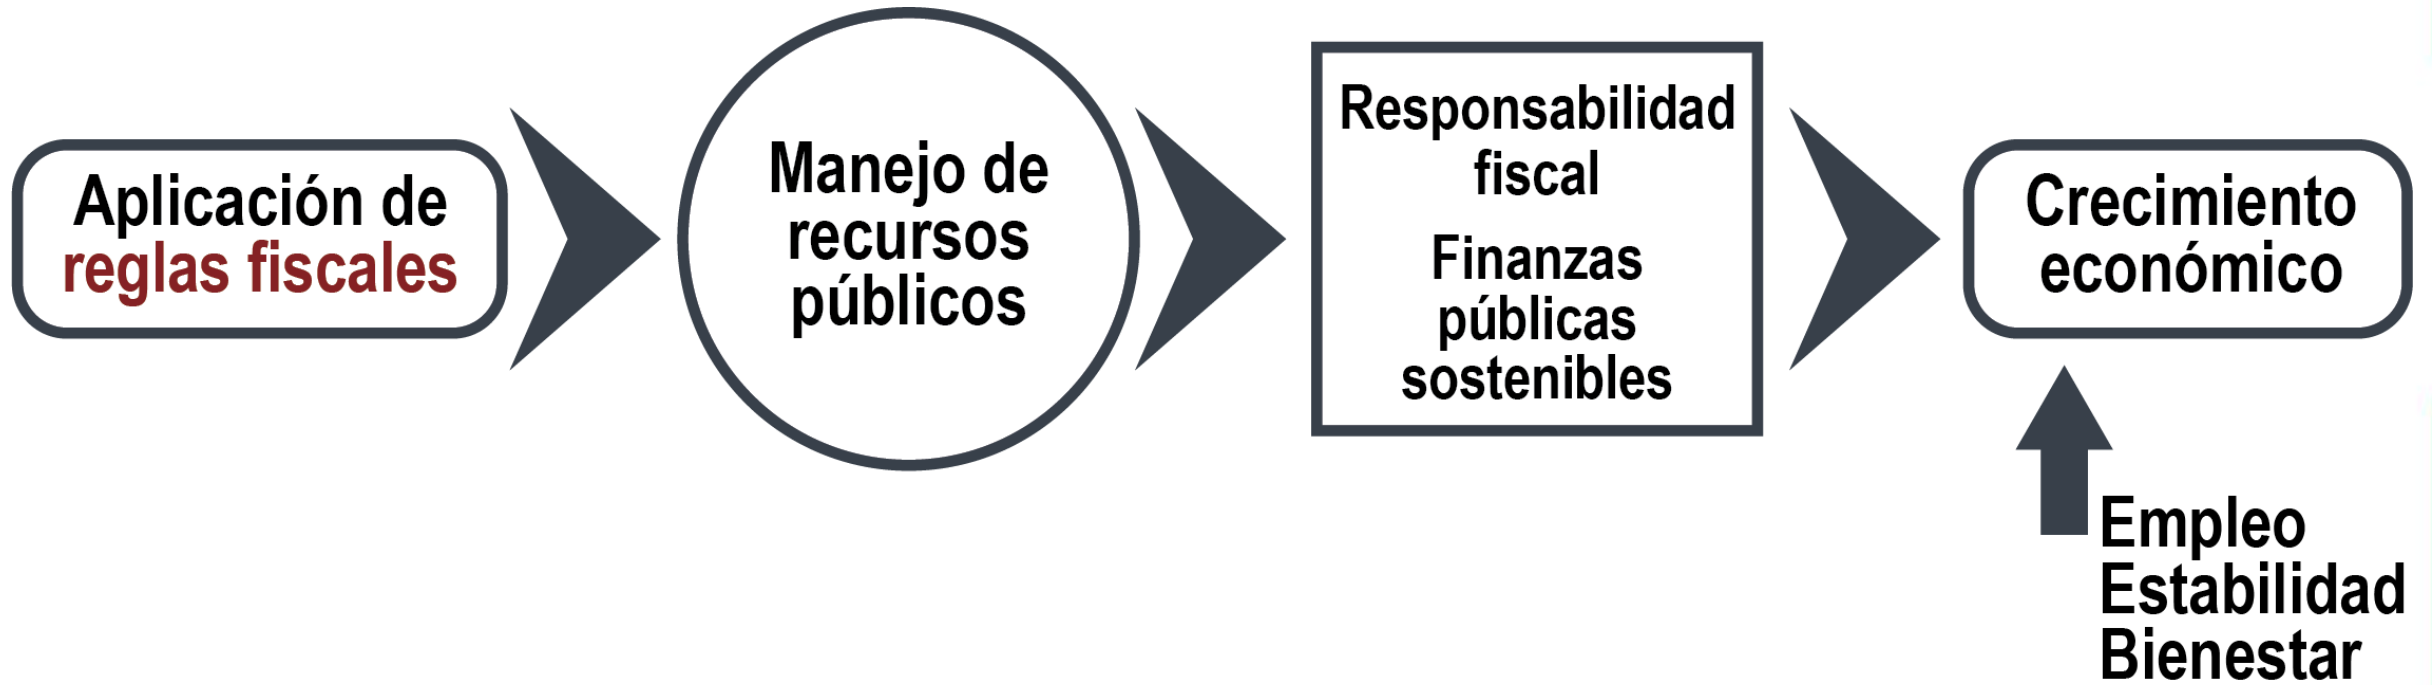 Aplicación de
reglas fiscales
Manejo de
recursos
públicos
Responsabilidad
fiscal
Finanzas
públicas
sostenibles
Crecimiento
económico
Empleo
Estabilidad
Bienestar